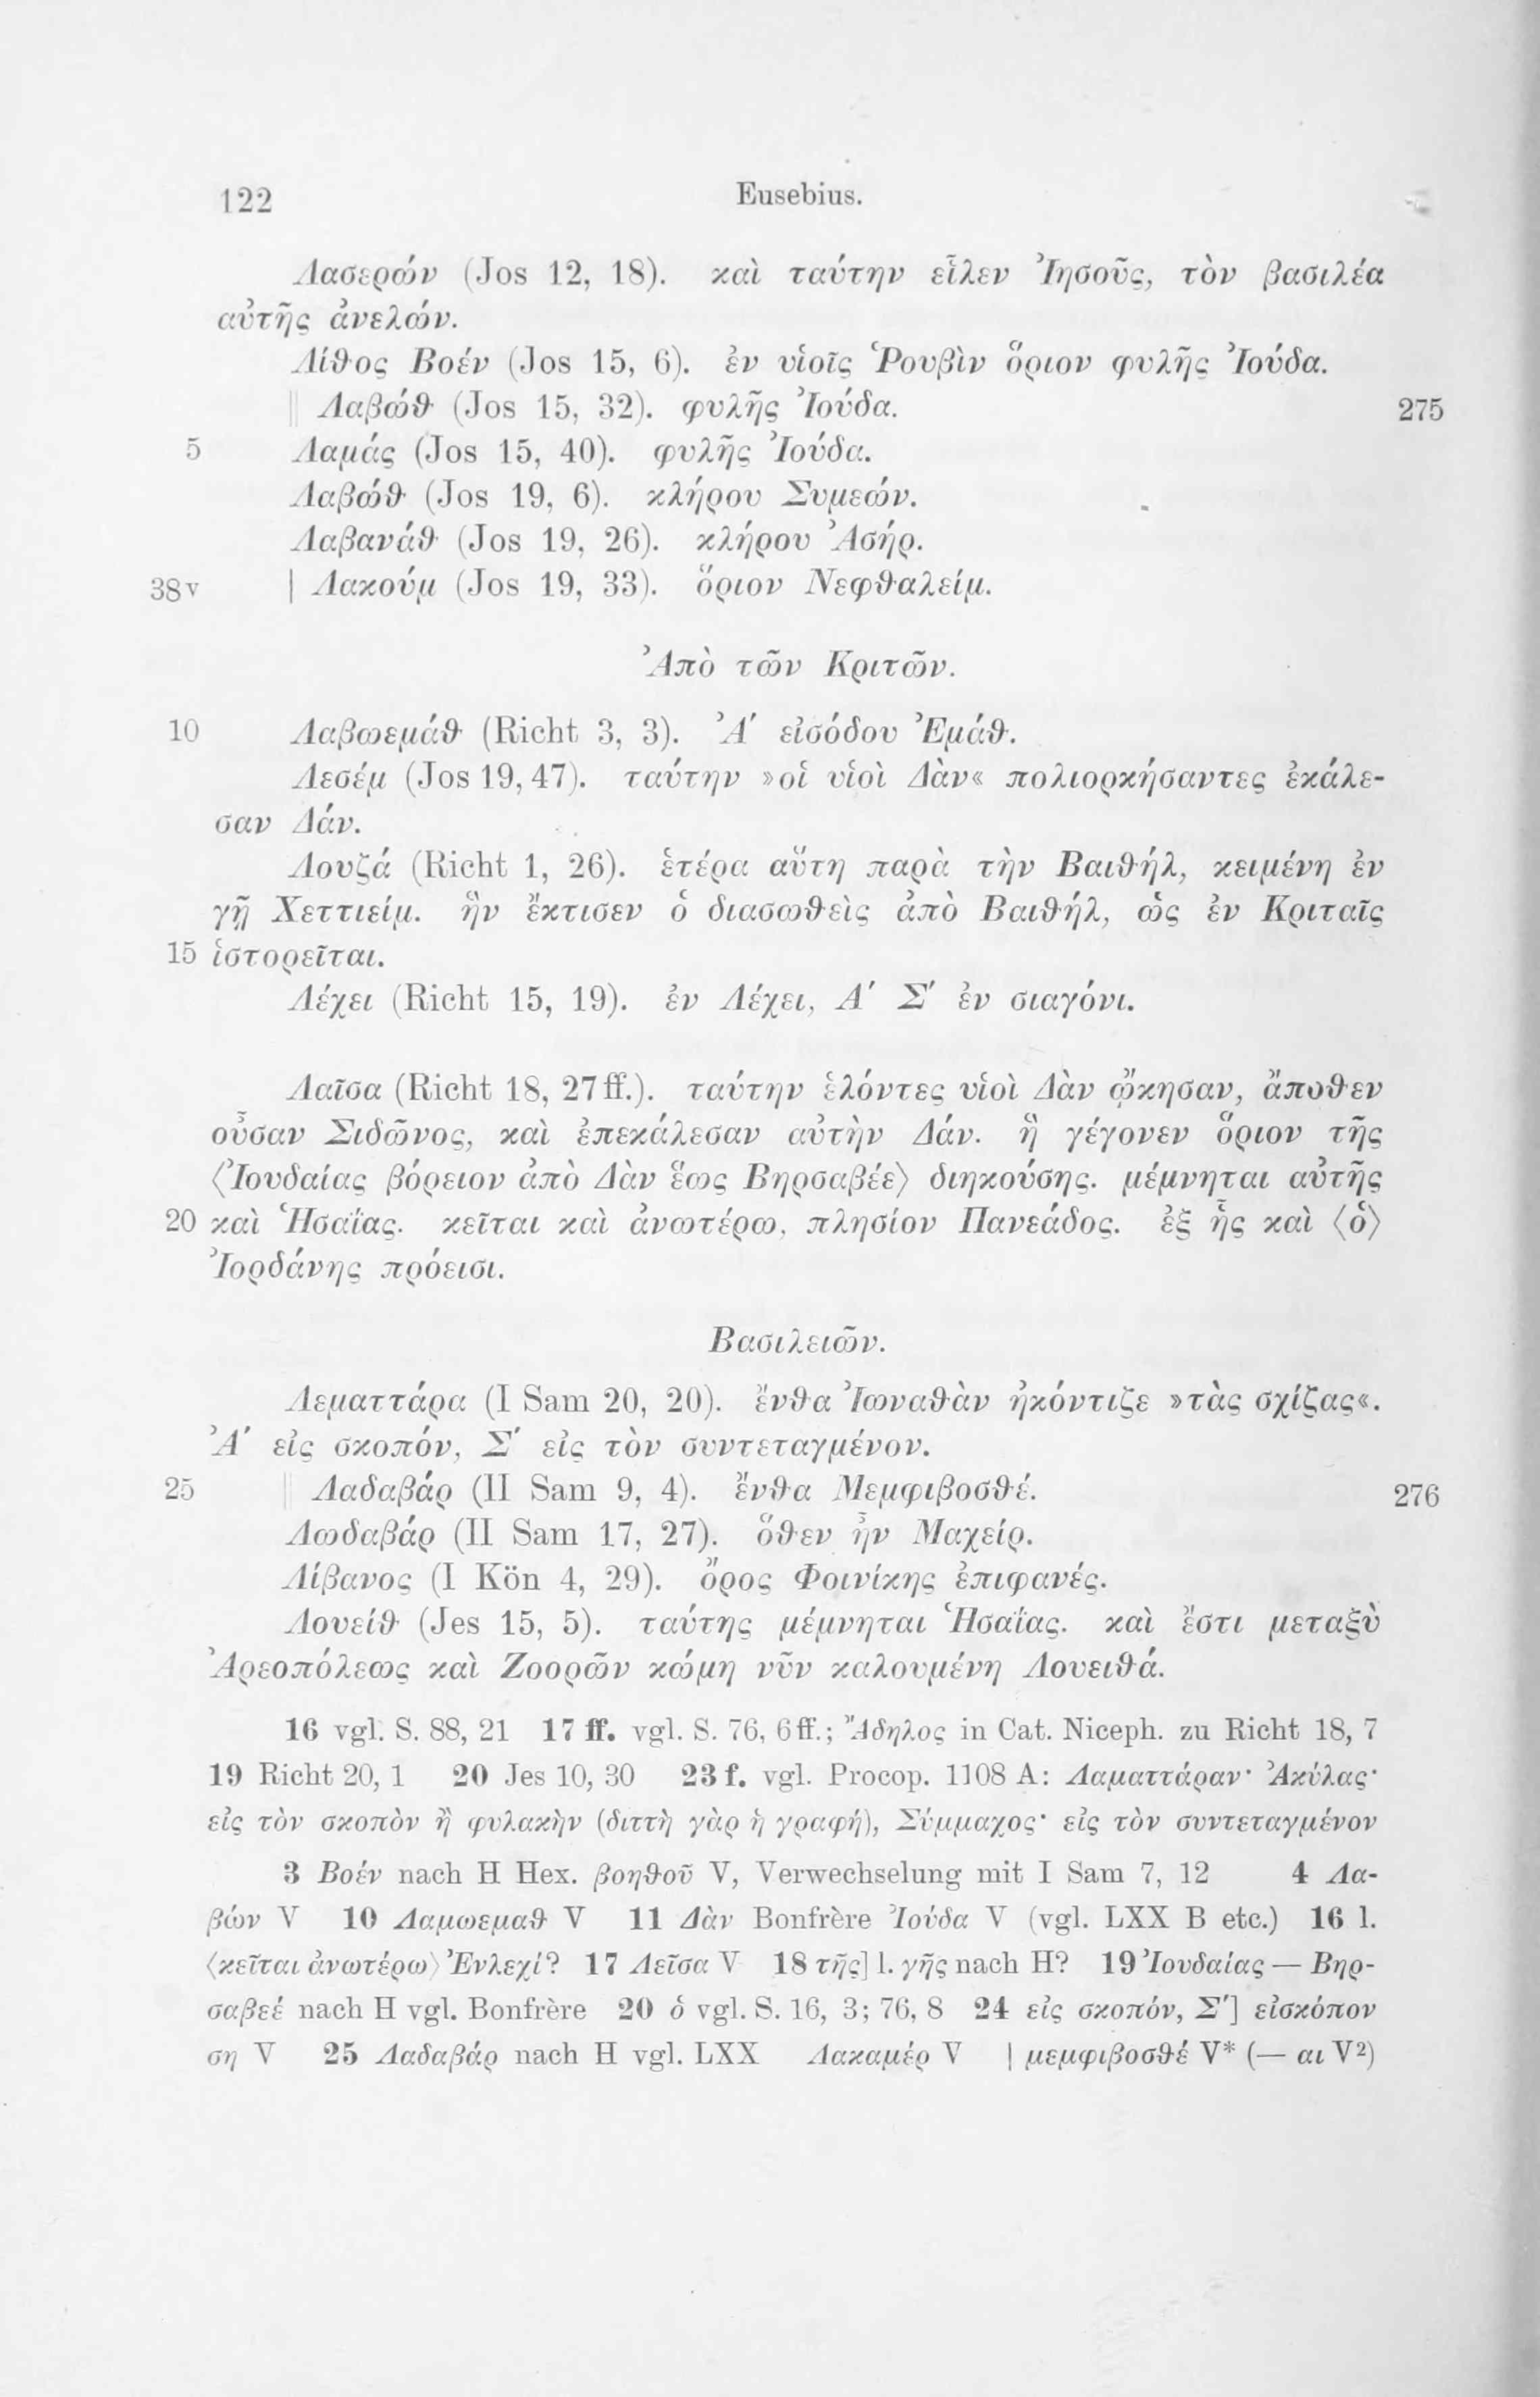 122 Eusebius.
Λασερών (Jos 12, 18). καὶ ταύτην εἷλεν Ἰησοῦς, τὸν βασιλέα
αὐτῆς ἀνελών.
Λίθος Βοέν (Jos 15, 6). ἐν υἱοῖς Ῥουβὶν ὅριον φυλῆς Ἰούδα.
‖ Λαβώθ (Jos 15, 32). φυλῆς Ἰούδα. 275
5 Λαμάς (Jos 15, 40). φυλῆς Ἰούδα.
Λαβώθ (Jos 19, 6). κλήρου Συμεών.
Λαβανάθ (Jos 19, 26). κλήρου Ἀσήρ.
38v | Λακούμ (Jos 19, 33). ὅριον Νεφθαλείμ.
Ἀπὸ τῶν Κριτῶν.
10 Λαβωεμάθ (Richt 3, 3). Ἀ′ εἰσόδου Ἐμάθ.
Λεσέμ (Jos 19, 47). ταύτην »οἱ υἱοὶ Δὰν« πολιορκήσαντες ἐκάλε-
σαν Δάν.
Λουζά (Richt 1, 26). ἑτέρα αὕτη παρὰ τὴν Βαιθήλ, κειμένη ἐν
γῇ Χεττιείμ. ἣν ἔκτισεν ὁ διασωθεὶς ἀπὸ Βαιθήλ, ὡς ἐν Κριταῖς
15 ἱστορεῖται.
Λέχει (Richt 15, 19). ἐν Λέχει, Α′ Σ′ ἐν σιαγόνι.
Λαῖσα (Richt 18, 27 ff.). ταύτην ἑλόντες υἱοὶ Δὰν ᾤκησαν, ἄποθεν
οὖσαν Σιδῶνος, καὶ ἐπεκάλεσαν αὐτὴν Δάν. ἣ γέγονεν ὅριον τῆς
⟨Ἰουδαίας βόρειον ἀπὸ Δὰν ἕως Βηρσαβέε⟩ διηκούσης. μέμνηται αὐτῆς
20 καὶ Ἡσαΐας. κεῖται καὶ ἀνωτέρω, πλησίον Πανεάδος. ἐξ ἧς καὶ ⟨ὁ⟩
Ἰορδάνης πρόεισι.
Βασιλειῶν.
Λεματτάρα (I Sam 20, 20). ἔνθα Ἰωναθὰν ἠκόντιζε »τὰς σχίζας«.
Ἀ′ εἰς σκοπόν, Σ′ εἰς τὸν συντεταγμένον.
25 ‖ Λαδαβάρ (II Sam 9, 4). ἔνθα Μεμφιβοσθέ. 276
Λωδαβάρ (II Sam 17, 27). ὅθεν ἦν Μαχείρ.
Λίβανος (I Kön 4, 29). ὄρος Φοινίκης ἐπιφανές.
Λουείθ (Jes 15, 5). ταύτης μέμνηται Ἡσαΐας. καὶ ἔστι μεταξὺ
Ἀρεοπόλεως καὶ Ζοορῶν κώμη νῦν καλουμένη Λουειθά.
16 vgl. S. 88, 21 17 ff. vgl. S. 76, 6 ff.; Ἄδηλος in Cat. Niceph. zu Richt 18, 7
19 Richt 20, 1 20 Jes 10, 30 23 f. vgl. Procop. 1108 A: Λαματτάραν· Ἀκύλας·
εἰς τὸν σκοπὸν ἢ φυλακὴν (διττὴ γὰρ ἡ γραφή), Σύμμαχος· εἰς τὸν συντεταγμένον
3 Βοέν nach H Hex. βοηθοῦ V, Verwechselung mit I Sam 7, 12 4 Λα-
βών V 10 Λαμωεμαθ V 11 Δὰν Bonfrère Ἰούδα V (vgl. LXX B etc.) 16 l.
⟨κεῖται ἀνωτέρω⟩ Ἐνλεχί? 17 Λεῖσα V 18 τῆς] l. γῆς nach H? 19 Ἰουδαίας — Βηρ-
σαβεέ nach H vgl. Bonfrère 20 ὁ vgl. S. 16, 3; 76, 8 24 εἰς σκοπόν, Σ′] εἰσκόπον
ση V 25 Λαδαβάρ nach H vgl. LXX Λακαμέρ V | μεμφιβοσθέ V* (— αι V²)